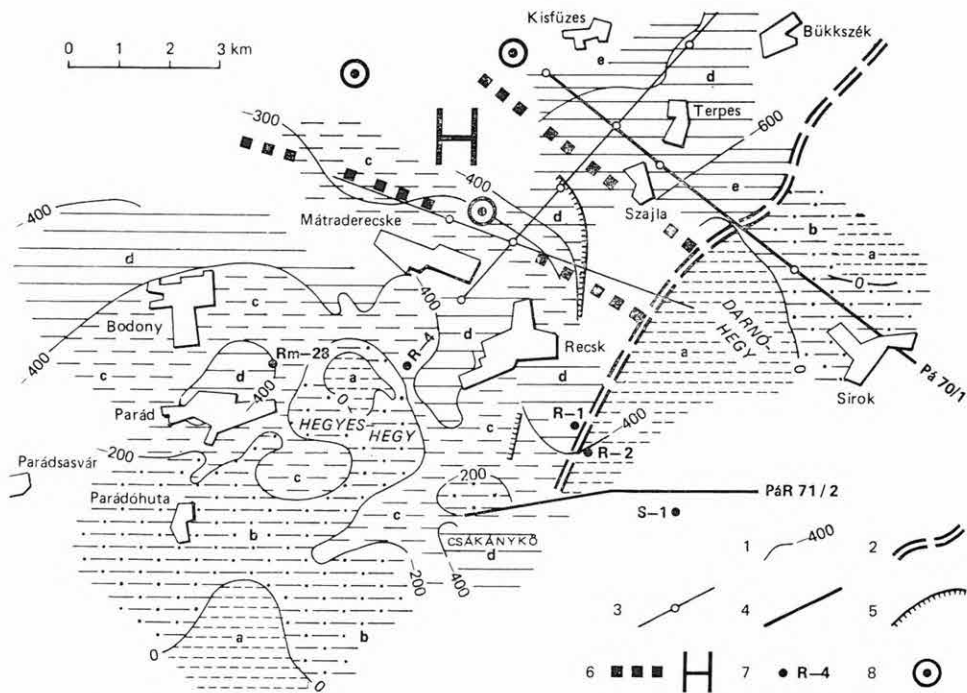 Kisfüzes
Bükkszék
0 1 2 3 km
e
d
-300
Terpes
-600
c
-400
e
Mátraderecske
d
Szajla
b
-400
a
0
d
c
-400
DARNÓ-
HEGY
Bodony
R-4
Rm-28
d
Recsk
a
-400
c
d
a
-400
0
d
0
Sirok
Pá 70/1
Parád
HEGYES
HEGY
R-1
-400
-200
c
R-2
Parádsasvár
c
200
PáR 71/2
Parádóhuta
c
S-1
b
CSÁKÁNYKŐ
d
-400
-200
1 -400 2
3 4 5
a
b
0
0
6 H 7 R-4 8